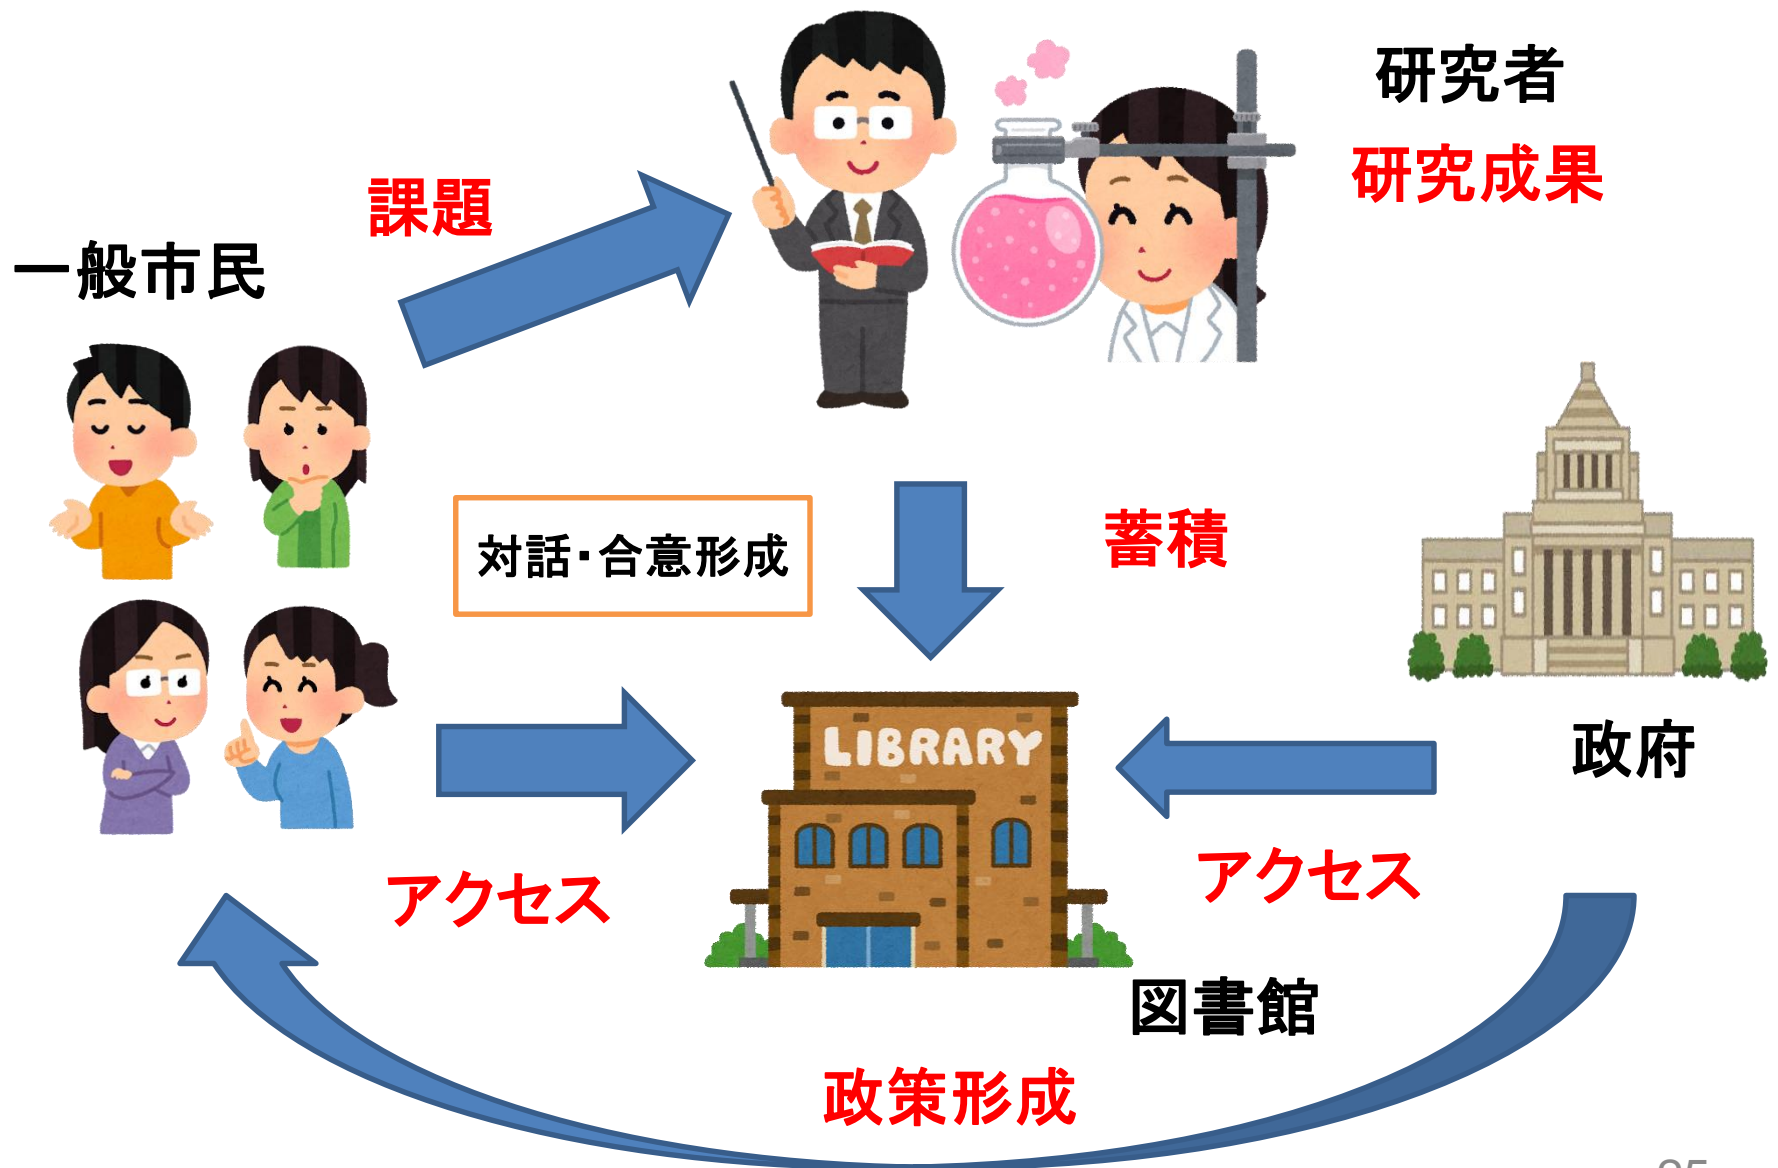 研究者
研究成果
課題
一般市民
対話・合意形成
蓄積
政府
LIBRARY
アクセス
アクセス
図書館
政策形成